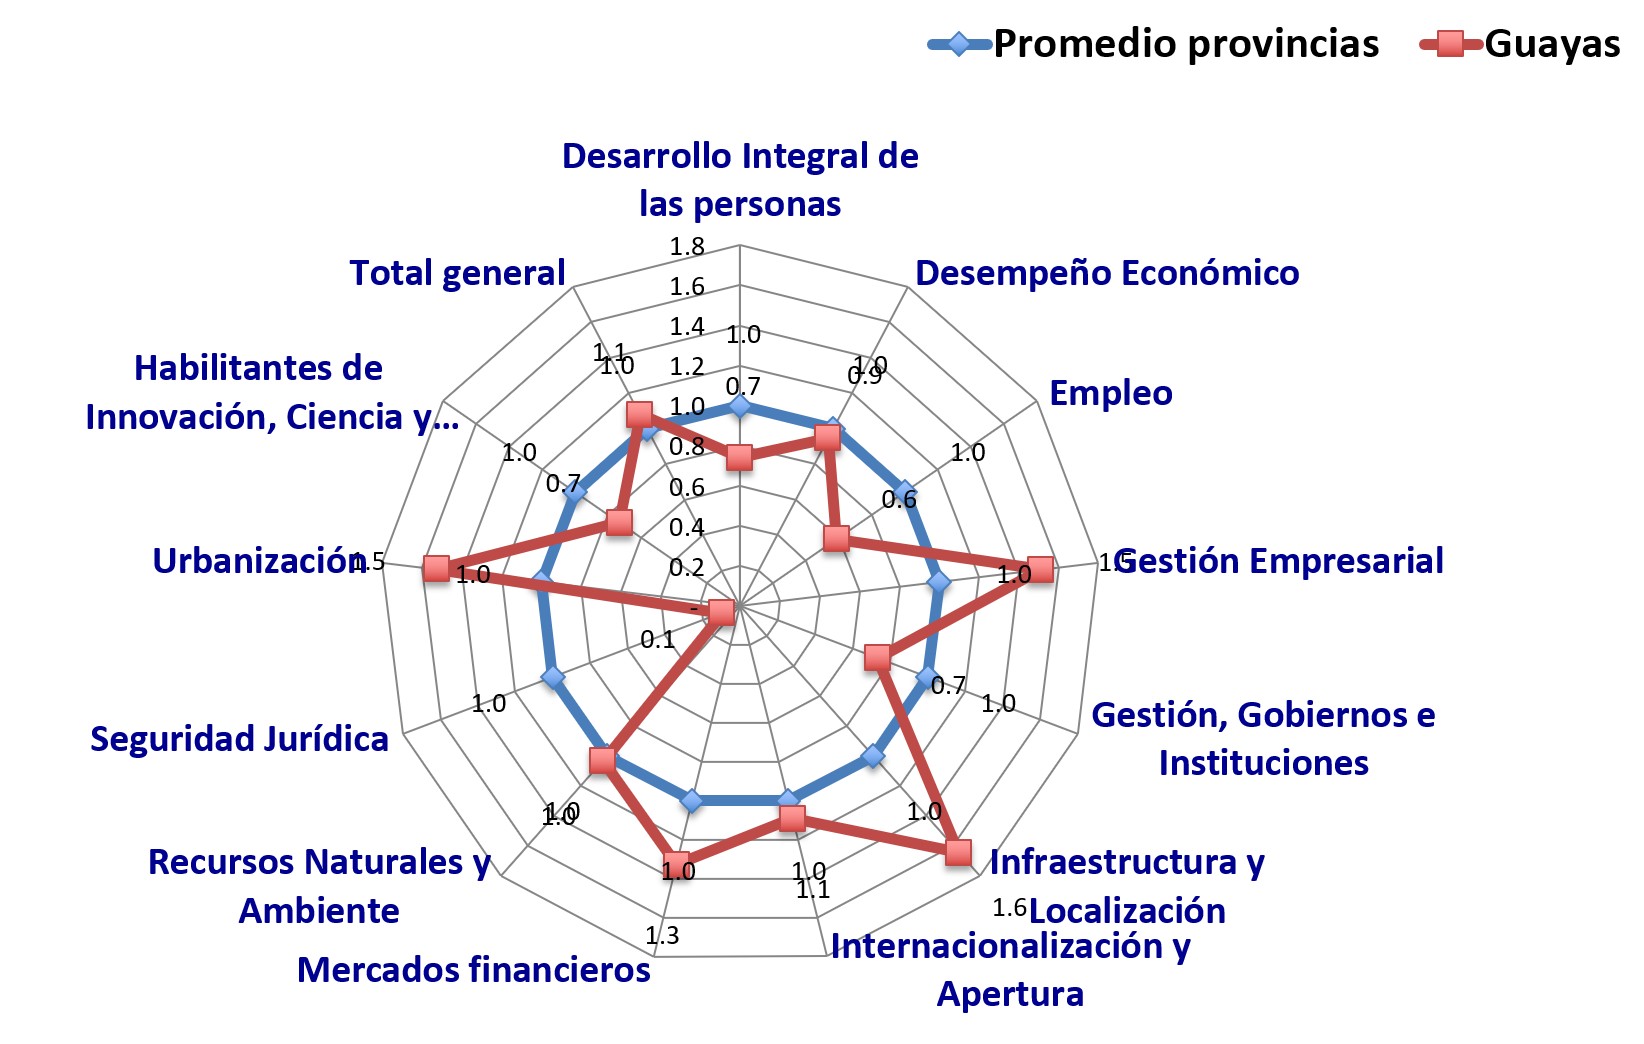 Promedio provincias
Guayas
Desarrollo Integral de
las personas
1.8
Total general
Desempeño Económico
1.6
1.4
1.0
1.1
1.0
1.2
1.0
0.9
Habilitantes de
Innovación, Ciencia y...
0.7
Empleo
1.0
1.0
0.8
1.0
0.7
0.6
0.6
0.4
Urbanización
1.5
1.0
0.2
1.0
1.5
Gestión Empresarial
-
0.1
1.0
0.7
1.0
Seguridad Jurídica
Gestión, Gobiernos e
Instituciones
1.0
1.0
1.0
Recursos Naturales y
Ambiente
1.0
1.0
1.1
Infraestructura y
Localización
1.6
1.3
Mercados financieros
Internacionalización y
Apertura